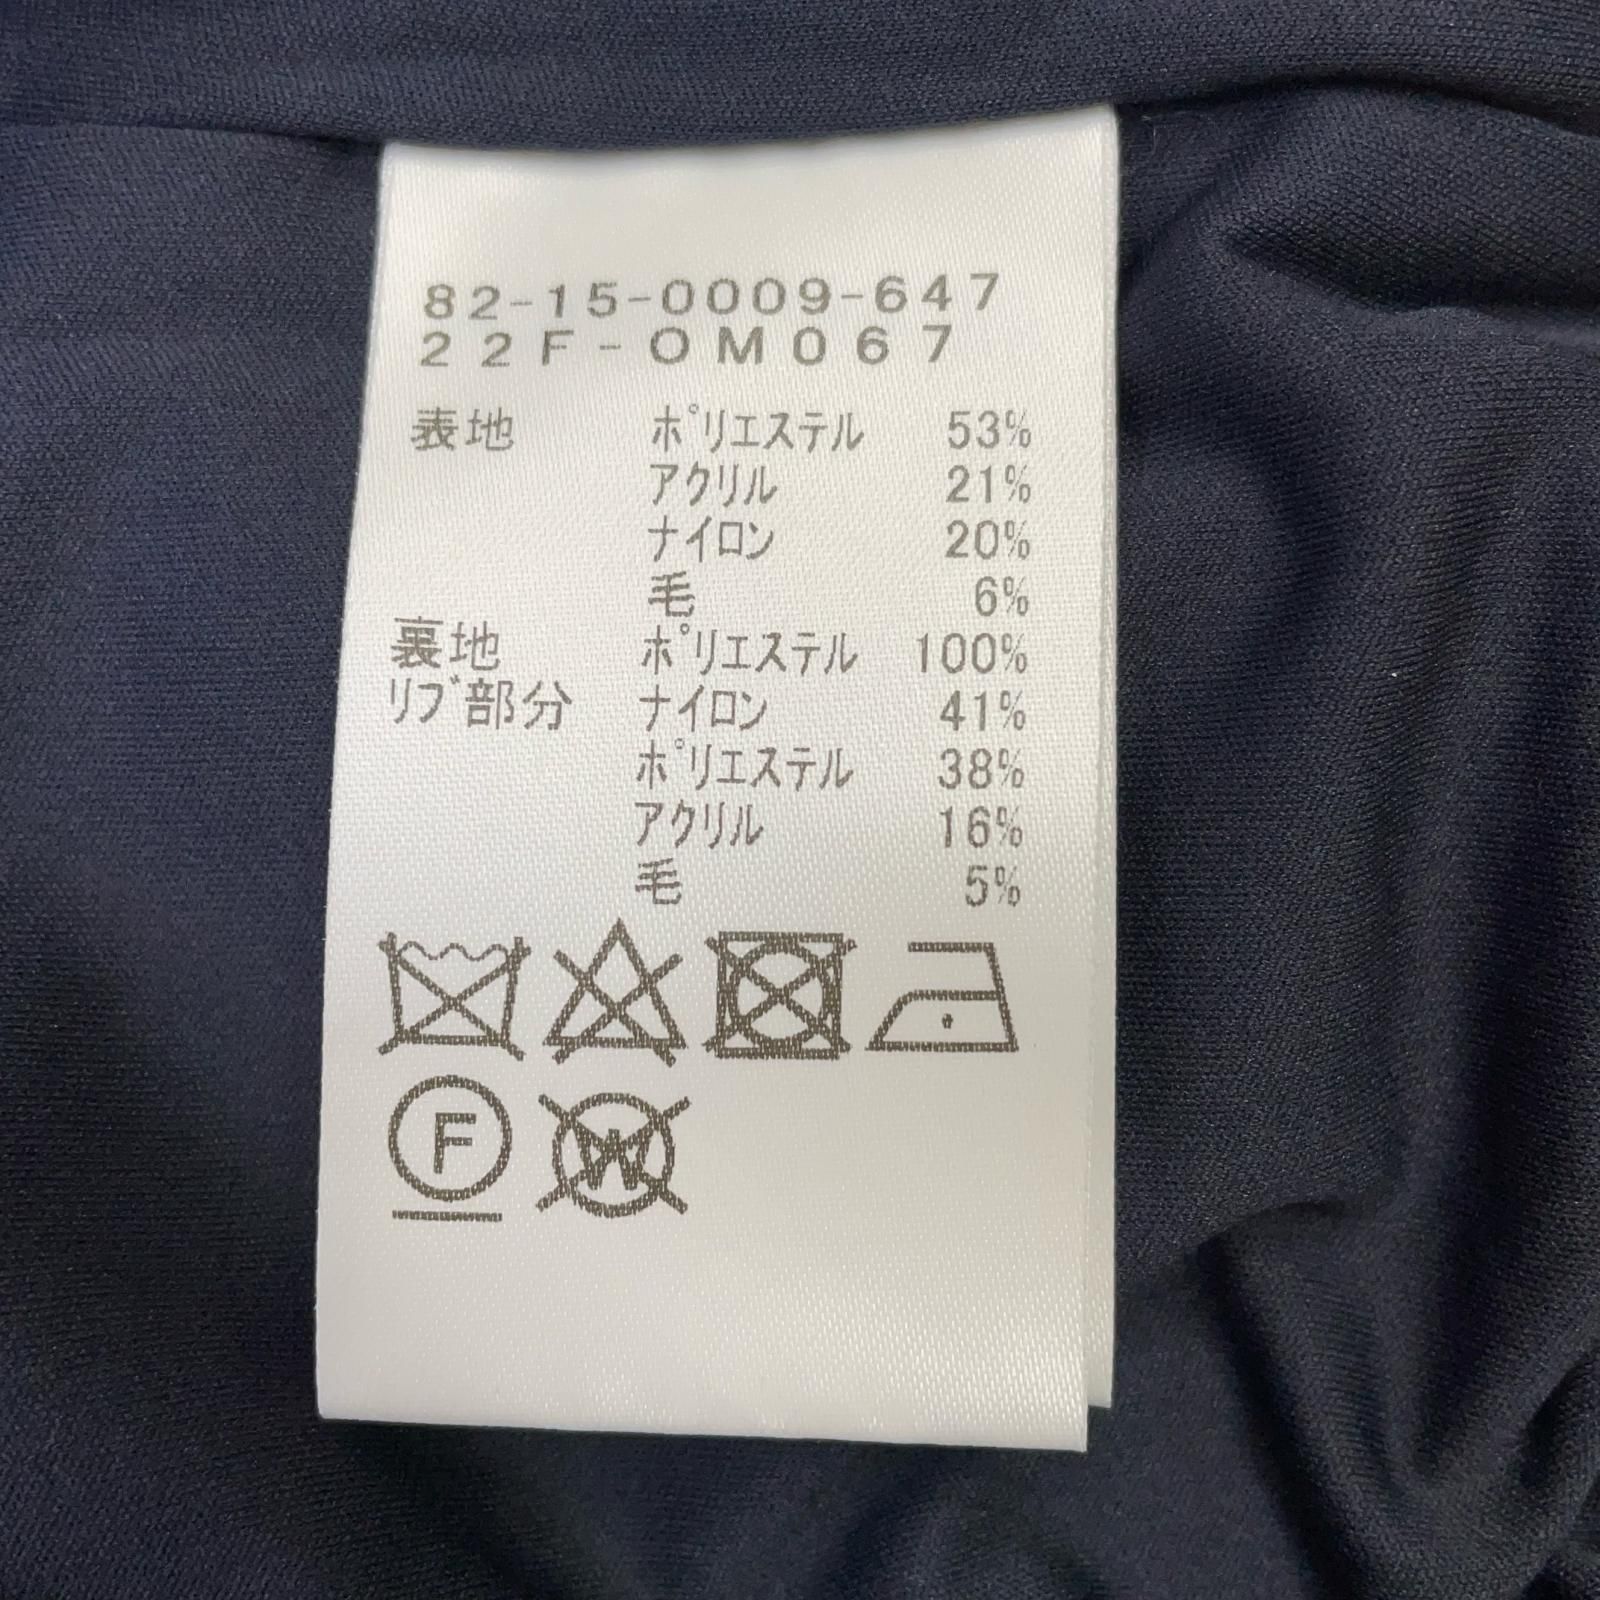 82-15-0009-647
22F-OM067
表地 ポリエステル 53%
アクリル 21%
ナイロン 20%
毛 6%
裏地 ポリエステル 100%
リブ部分 ナイロン 41%
ポリエステル 38%
アクリル 16%
毛 5%
F W